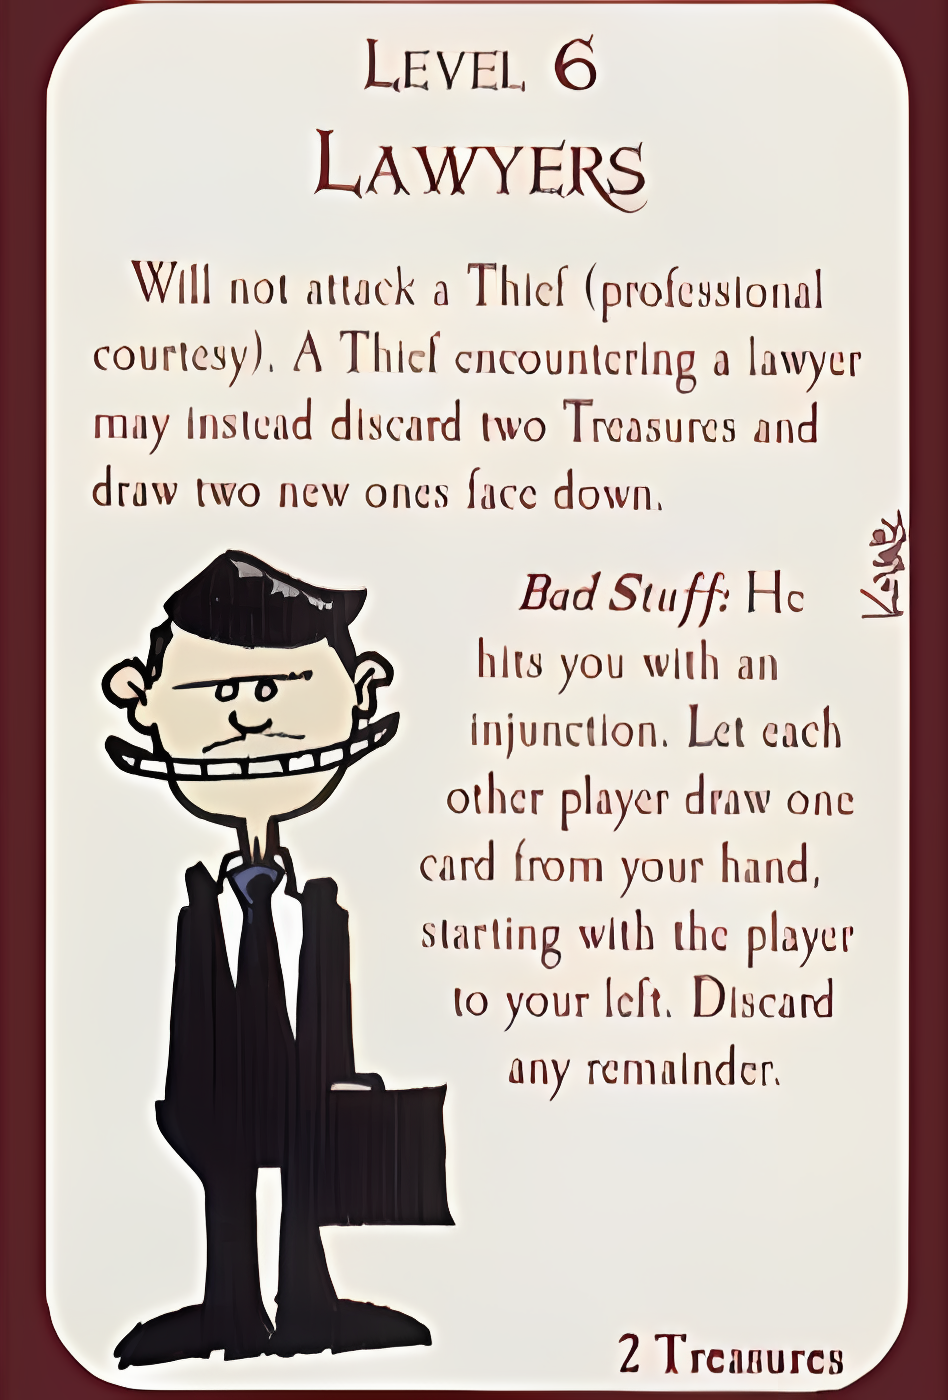 Level 6
Lawyers
Will not attack a Thief (professional
courtesy). A Thief encountering a lawyer
may instead discard two Treasures and
draw two new ones face down.
Bad Stuff: He
hits you with an
injunction. Let each
other player draw one
card from your hand,
starting with the player
to your left. Discard
any remainder.
2 Treasures